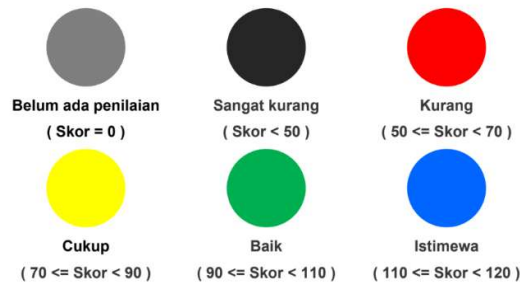 Belum ada penilaian
( Skor = 0 )
Sangat kurang
( Skor < 50 )
Kurang
( 50 <= Skor < 70 )
Cukup
( 70 <= Skor < 90 )
Baik
( 90 <= Skor < 110 )
Istimewa
( 110 <= Skor < 120 )